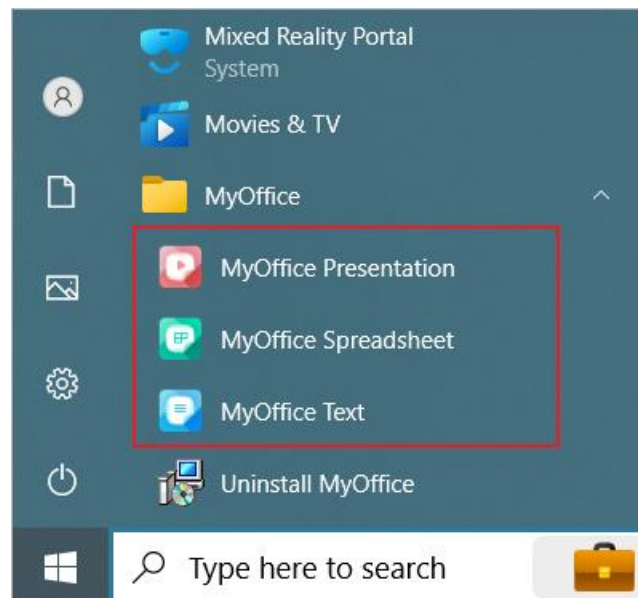 Mixed Reality Portal
System
Movies & TV
MyOffice
MyOffice Presentation
MyOffice Spreadsheet
MyOffice Text
Uninstall MyOffice
Type here to search